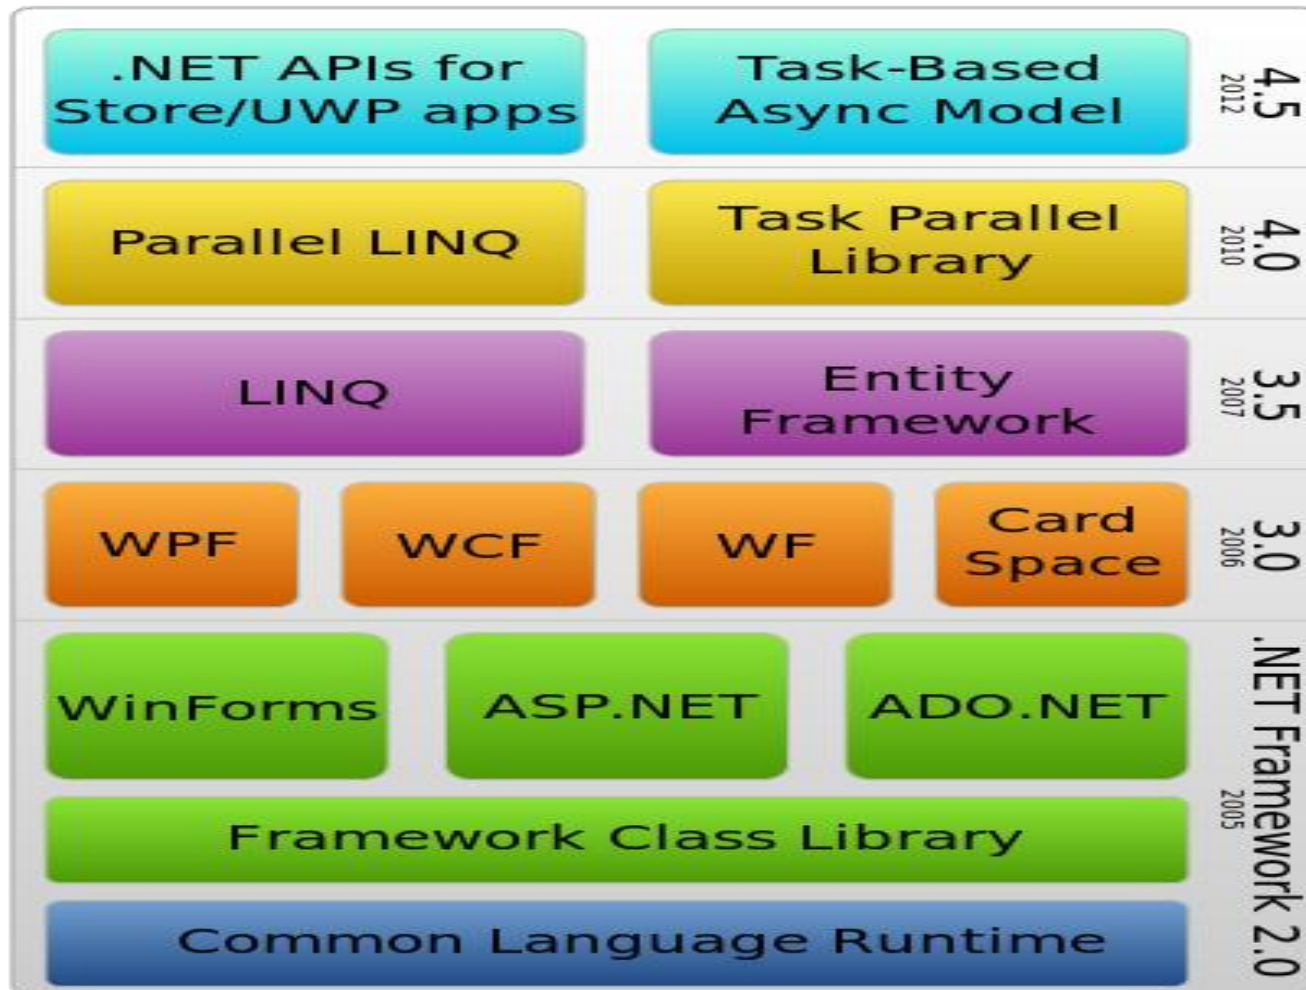 .NET APIs for
Store/UWP apps
Task-Based
Async Model
4.5
2012
Parallel LINQ
Task Parallel
Library
4.0
2010
LINQ
Entity
Framework
3.5
2007
WPF
WCF
WF
Card
Space
3.0
2006
WinForms
ASP.NET
ADO.NET
Framework Class Library
Common Language Runtime
.NET Framework 2.0
2005